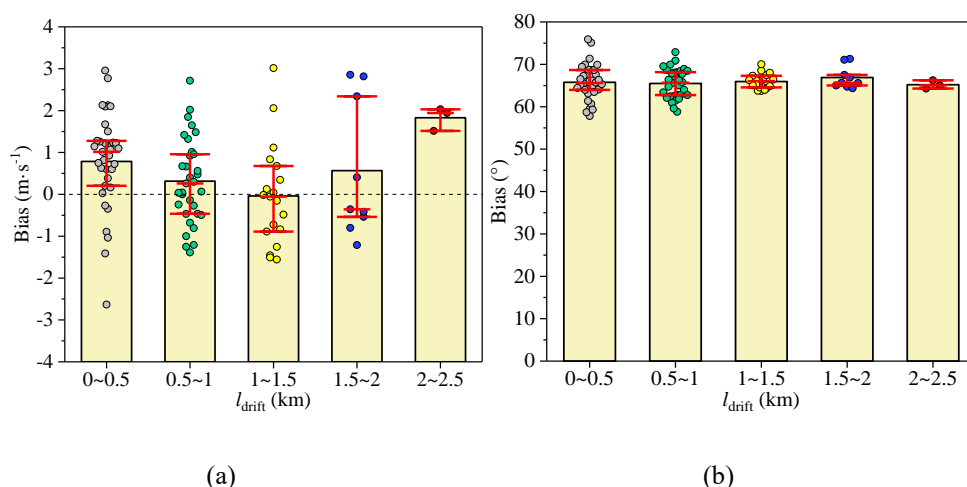 (a)
Bias (m·s⁻¹)
4
3
2
1
0
-1
-2
-3
-4
0~0.5 0.5~1 1~1.5 1.5~2 2~2.5
l_drift (km)
(b)
Bias (°)
80
70
60
50
40
30
20
10
0
0~0.5 0.5~1 1~1.5 1.5~2 2~2.5
l_drift (km)
(a) (b)